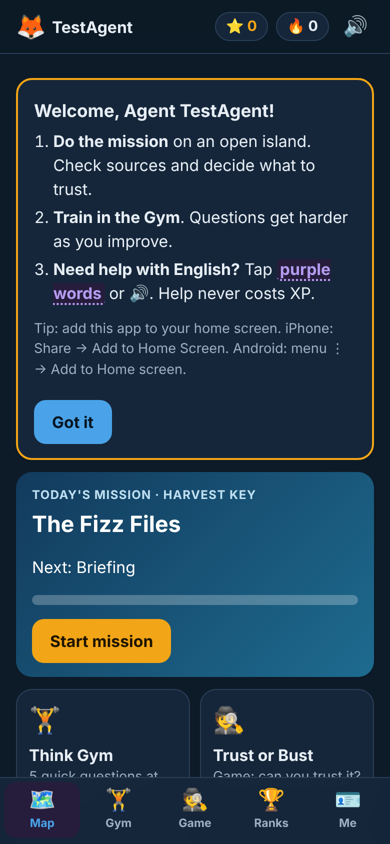 TestAgent
0
0
Welcome, Agent TestAgent!
1. Do the mission on an open island.
Check sources and decide what to
trust.
2. Train in the Gym. Questions get harder
as you improve.
3. Need help with English? Tap purple
words or 🔊. Help never costs XP.
Tip: add this app to your home screen. iPhone:
Share → Add to Home Screen. Android: menu ⋮
→ Add to Home screen.
Got it
TODAY'S MISSION · HARVEST KEY
The Fizz Files
Next: Briefing
Start mission
Think Gym
5 quick questions at
Trust or Bust
Game: can you trust it?
Map
Gym
Game
Ranks
Me